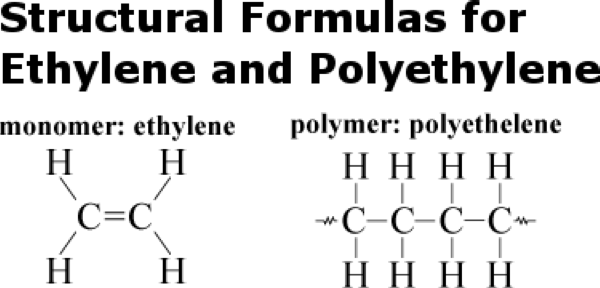 Structural Formulas for
Ethylene and Polyethylene
monomer: ethylene
polymer: polyethelene
H H
C=C
H H
H H H H
C–C–C–C
H H H H